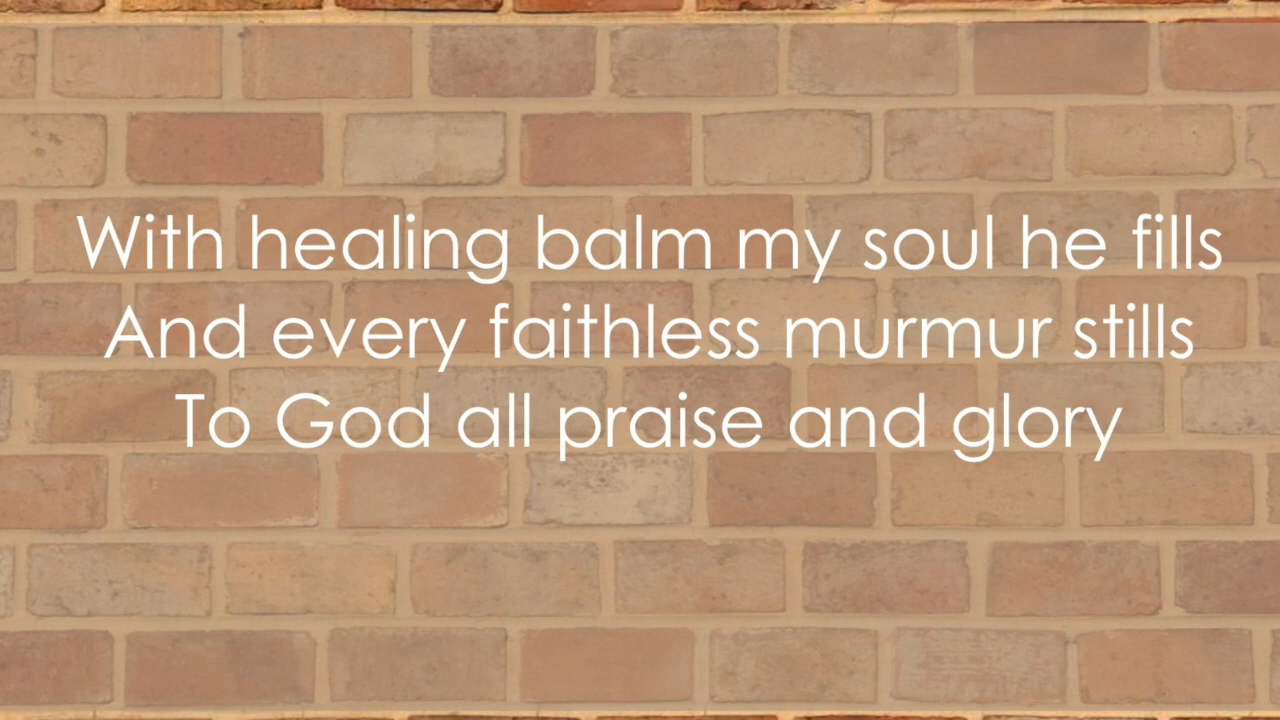 With healing balm my soul he fills
And every faithless murmur stills
To God all praise and glory